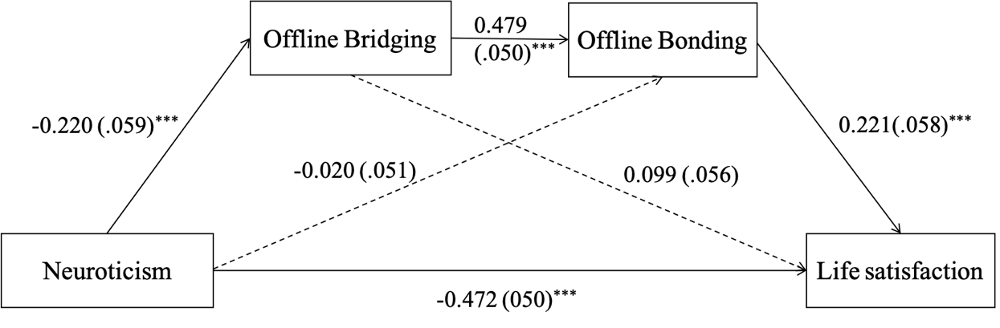 Offline Bridging
0.479
(.050)***
Offline Bonding
-0.220 (.059)***
0.221(.058)***
-0.020 (.051)
0.099 (.056)
Neuroticism
Life satisfaction
-0.472 (050)***